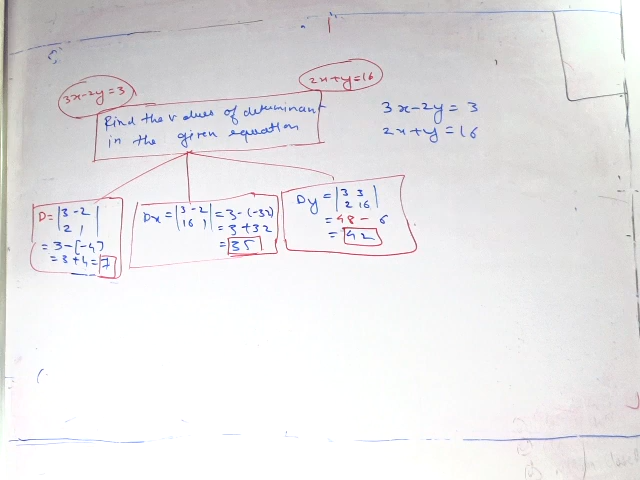 3x-2y=3
2x+y=16
Find the values of determinant
in the given equation
3x-2y=3
2x+y=16
D=|3 -2|
|2 1|
=3-(-4)
=3+4=7
Dx=|3 -2|=3-(-32)
|16 1|
=3+32
=35
Dy=|3 3|
|2 16|
=48-6
=42